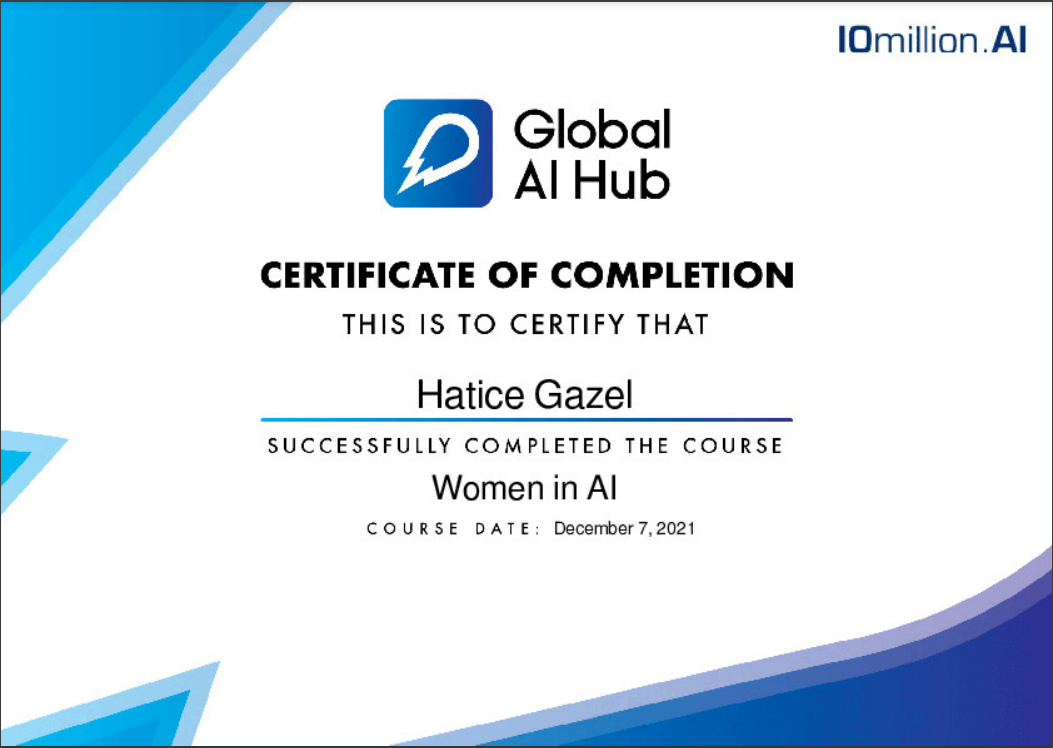 10million.AI
Global
AI Hub
CERTIFICATE OF COMPLETION
THIS IS TO CERTIFY THAT
Hatice Gazel
SUCCESSFULLY COMPLETED THE COURSE
Women in AI
COURSE DATE: December 7, 2021